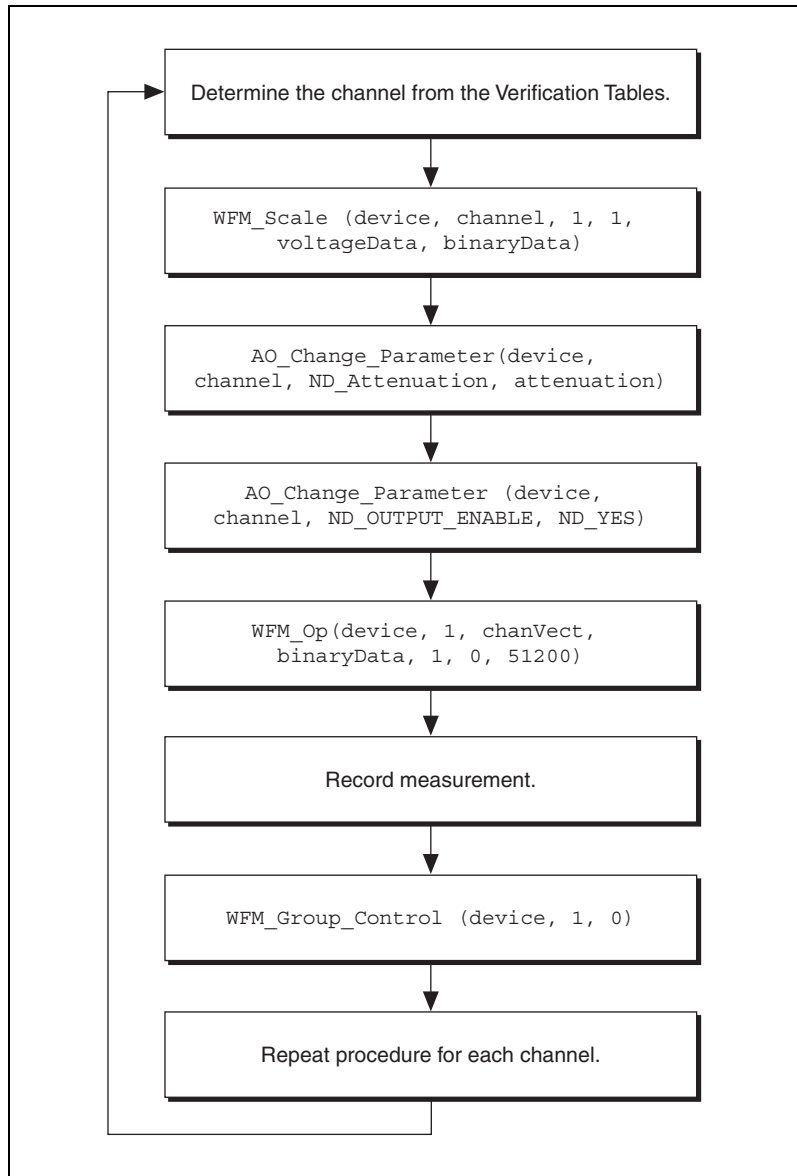 Determine the channel from the Verification Tables.
WFM_Scale (device, channel, 1, 1,
voltageData, binaryData)
AO_Change_Parameter(device,
channel, ND_Attenuation, attenuation)
AO_Change_Parameter (device,
channel, ND_OUTPUT_ENABLE, ND_YES)
WFM_Op(device, 1, chanVect,
binaryData, 1, 0, 51200)
Record measurement.
WFM_Group_Control (device, 1, 0)
Repeat procedure for each channel.